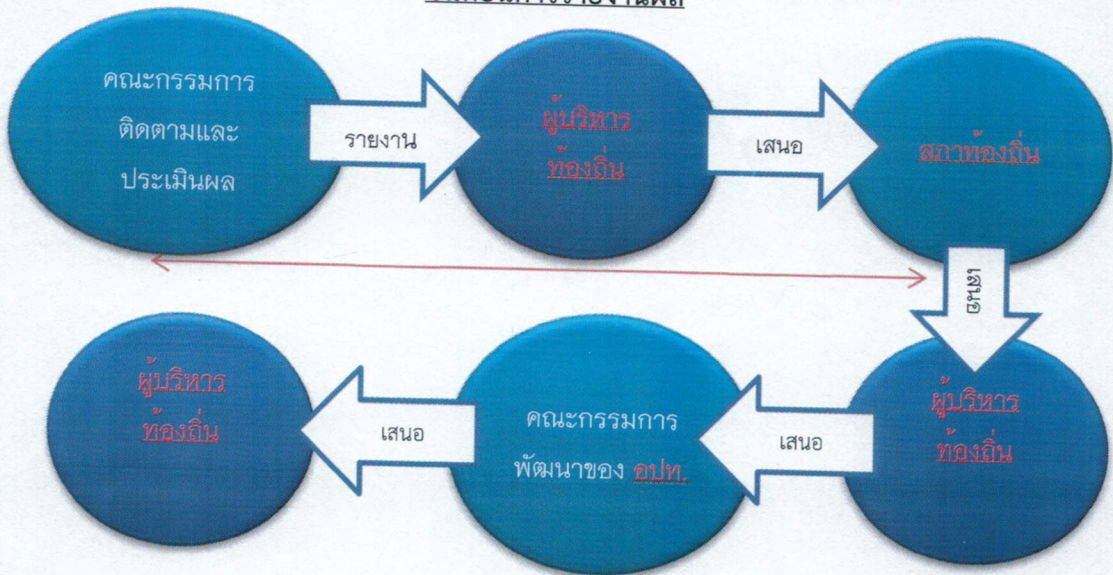 คณะกรรมการ
ติดตามและ
ประเมินผล
รายงาน
ผู้บริหาร
ท้องถิ่น
เสนอ
สภาท้องถิ่น
เสนอ
ผู้บริหาร
ท้องถิ่น
เสนอ
คณะกรรมการ
พัฒนาของ อปท.
เสนอ
ผู้บริหาร
ท้องถิ่น